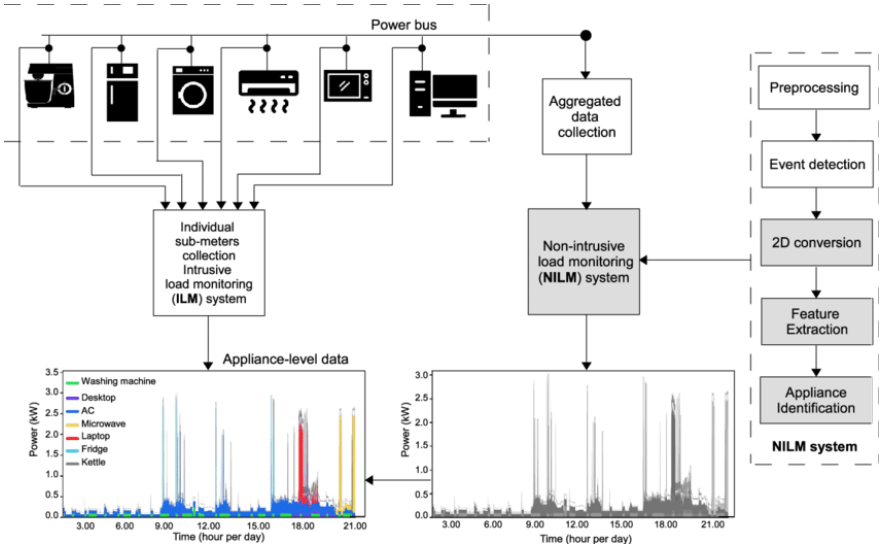 Power bus
Aggregated
data
collection
Preprocessing
Event detection
2D conversion
Feature
Extraction
Appliance
Identification
NILM system
Individual
sub-meters
collection
Intrusive
load monitoring
(ILM) system
Non-intrusive
load monitoring
(NILM) system
Appliance-level data
3.5
3.0
2.5
2.0
1.5
1.0
0.5
0.0
Power (kW)
Washing machine
Desktop
AC
Microwave
Laptop
Fridge
Kettle
3.00 6.00 9.00 12.00 15.00 18.00 21.00
Time (hour per day)
3.0
2.5
2.0
1.5
1.0
0.5
0.0
Power (kW)
3.00 6.00 9.00 12.00 15.00 18.00 21.00
Time (hour per day)